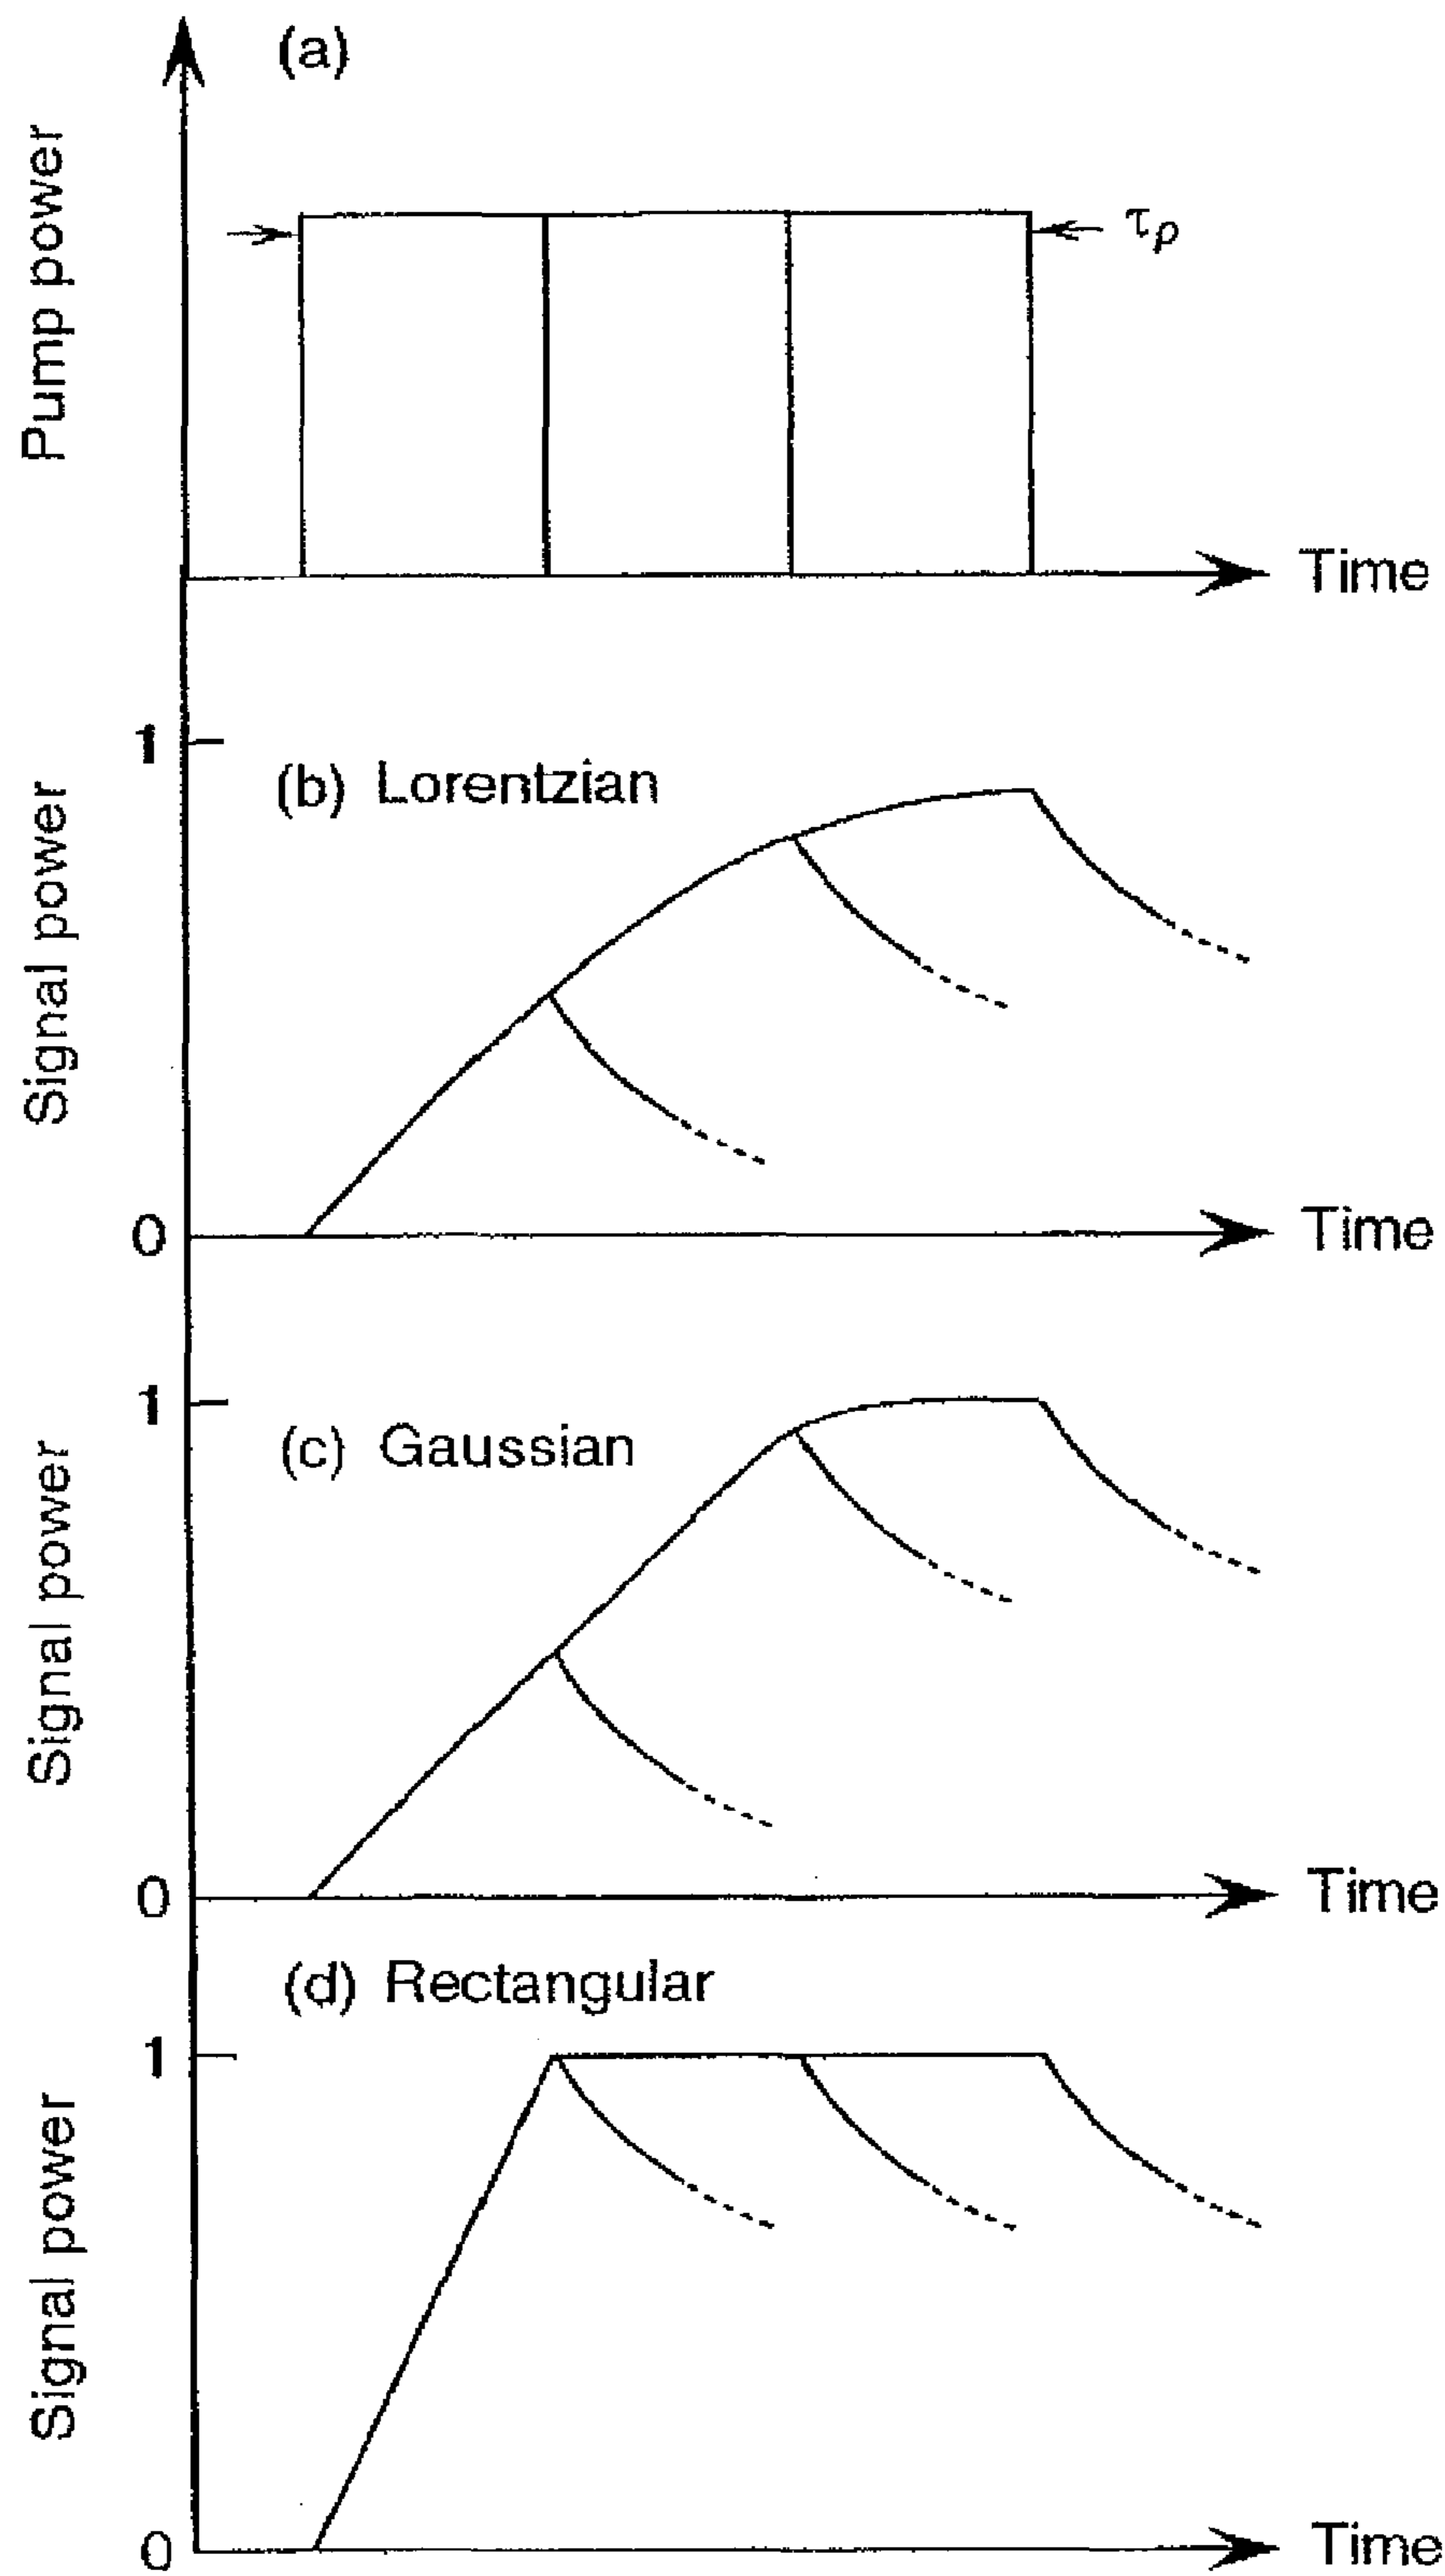 (a)
Pump power
τρ
Time
1
(b) Lorentzian
Signal power
0
Time
1
(c) Gaussian
Signal power
0
Time
(d) Rectangular
1
Signal power
0
Time